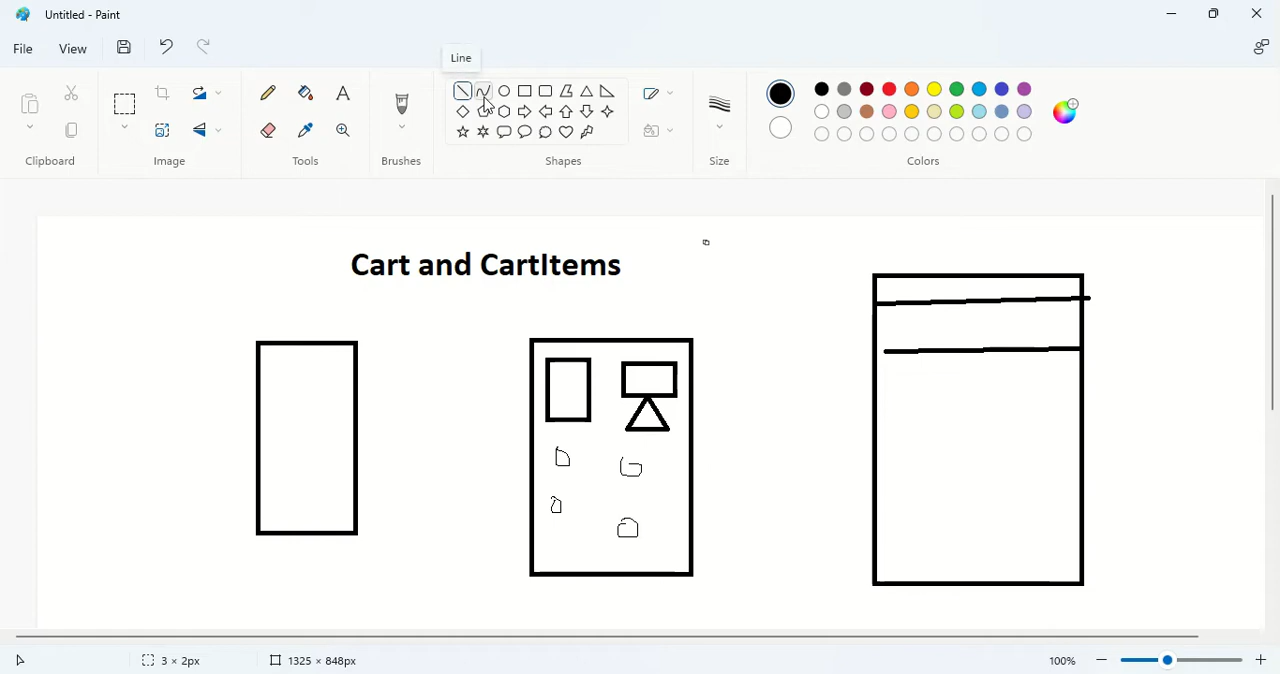 Untitled - Paint
File
View
Line
Clipboard
Image
Tools
Brushes
Shapes
Size
Colors
Cart and CartItems
3 × 2px
1325 × 848px
100%